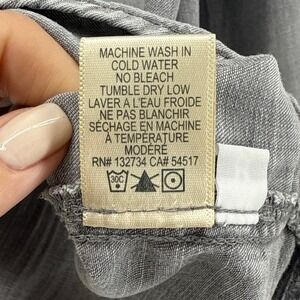 MACHINE WASH IN
COLD WATER
NO BLEACH
TUMBLE DRY LOW
LAVER A L'EAU FROIDE
NE PAS BLANCHIR
SÉCHAGE EN MACHINE
À TEMPÉRATURE
MODÉRÉ
RN# 132734 CA# 54517
30C